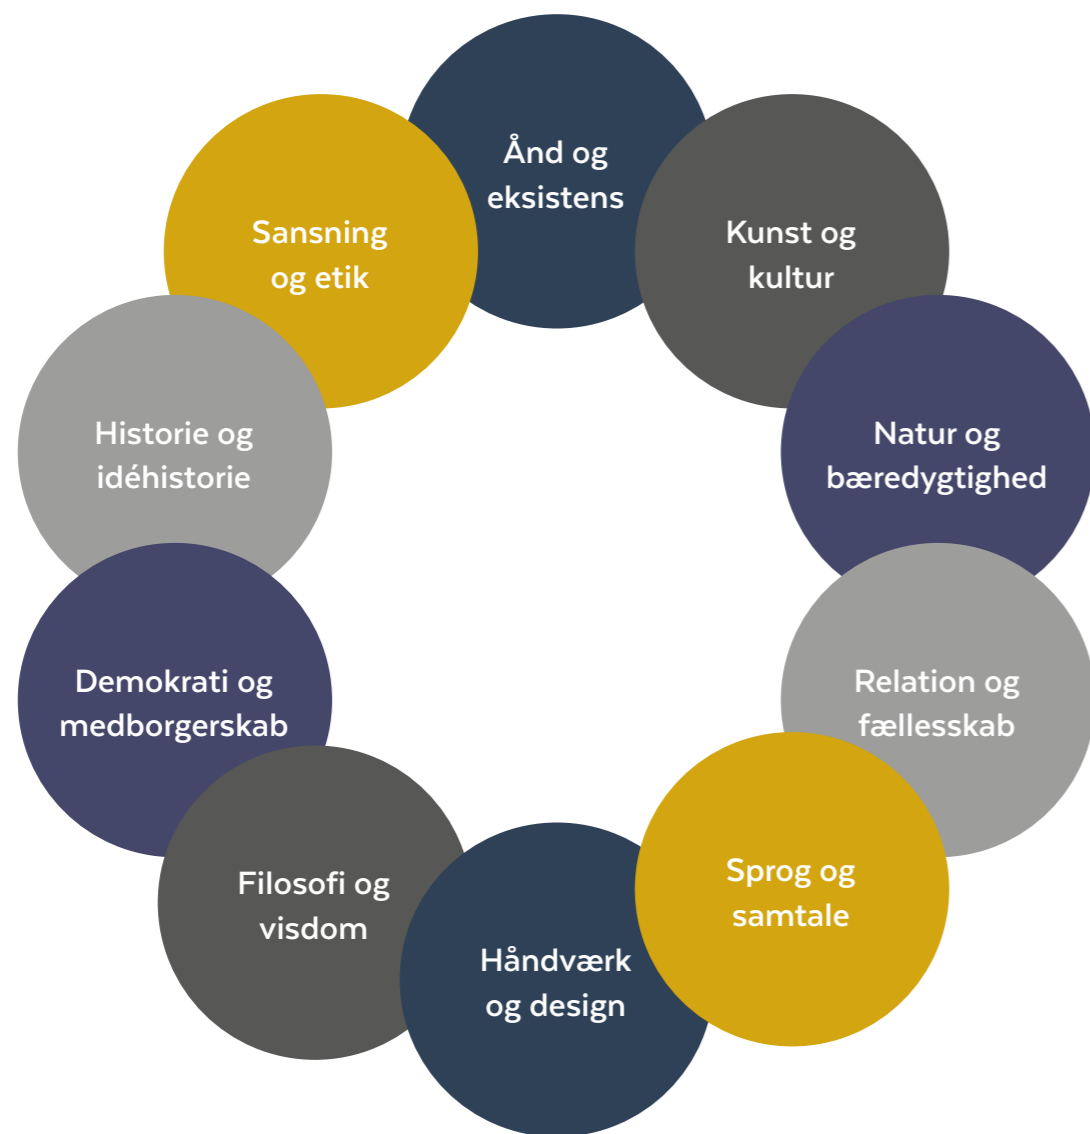 Ånd og
eksistens
Kunst og
kultur
Natur og
bæredygtighed
Relation og
fællesskab
Sprog og
samtale
Håndværk
og design
Filosofi og
visdom
Demokrati og
medborgerskab
Historie og
idéhistorie
Sansning
og etik